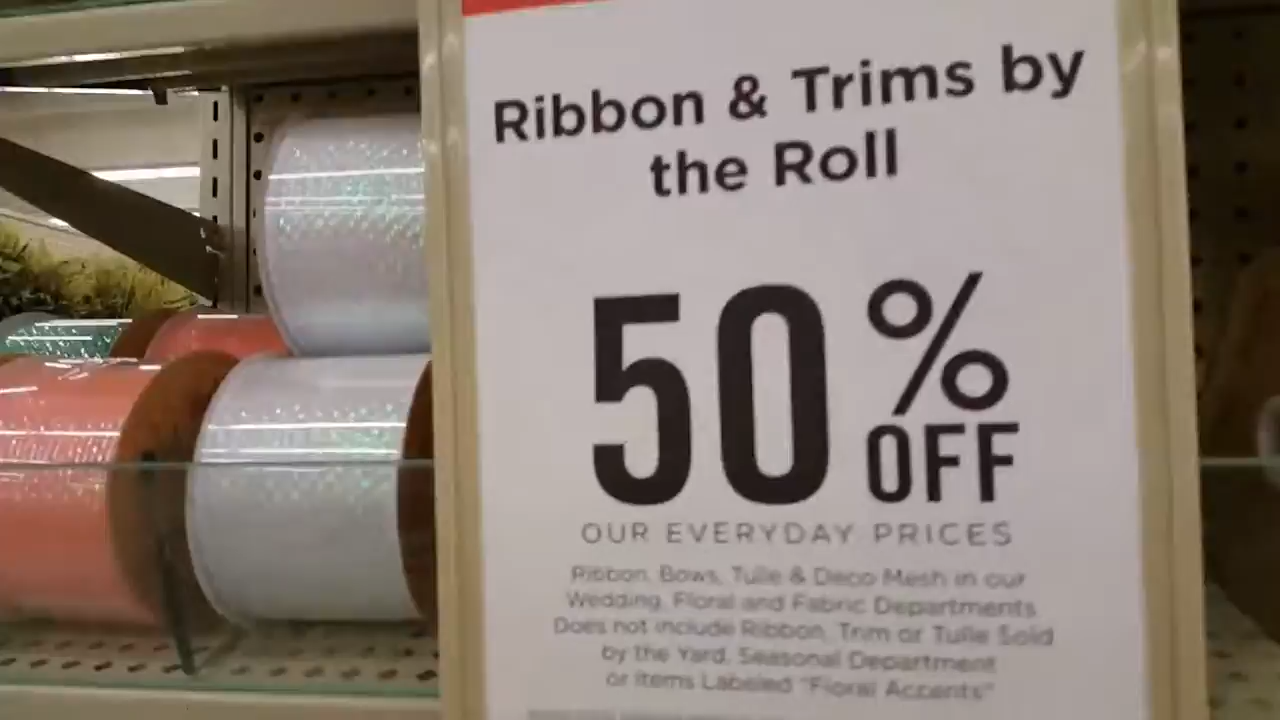 Ribbon & Trims by
the Roll
50%
OFF
OUR EVERYDAY PRICES
Ribbon, Bows, Tulle & Deco Mesh in our
Wedding, Floral and Fabric Departments
Does not include Ribbon, Trim or Tulle Sold
by the Yard, Seasonal Department
or Items Labeled "Floral Accents"